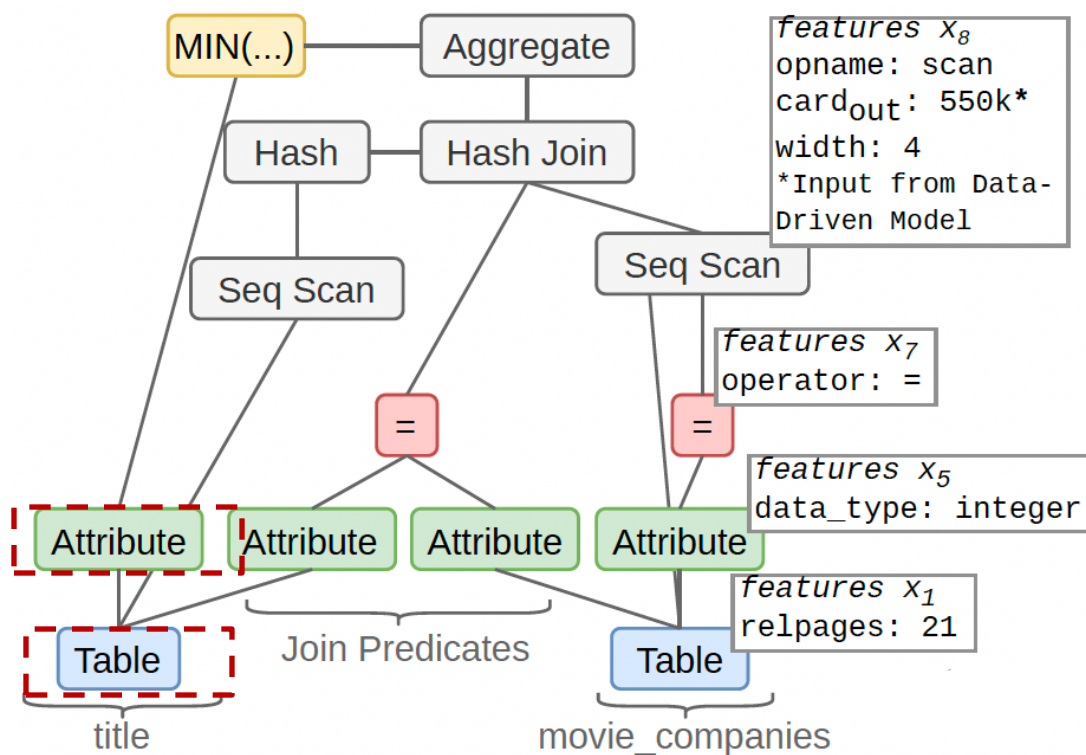 MIN(...)
Aggregate
features x8
opname: scan
cardout: 550k*
width: 4
*Input from Data-
Driven Model
Hash
Hash Join
Seq Scan
Seq Scan
features x7
operator: =
=
=
features x5
data_type: integer
Attribute
Attribute
Attribute
Attribute
features x1
relpages: 21
Join Predicates
Table
Table
title
movie_companies